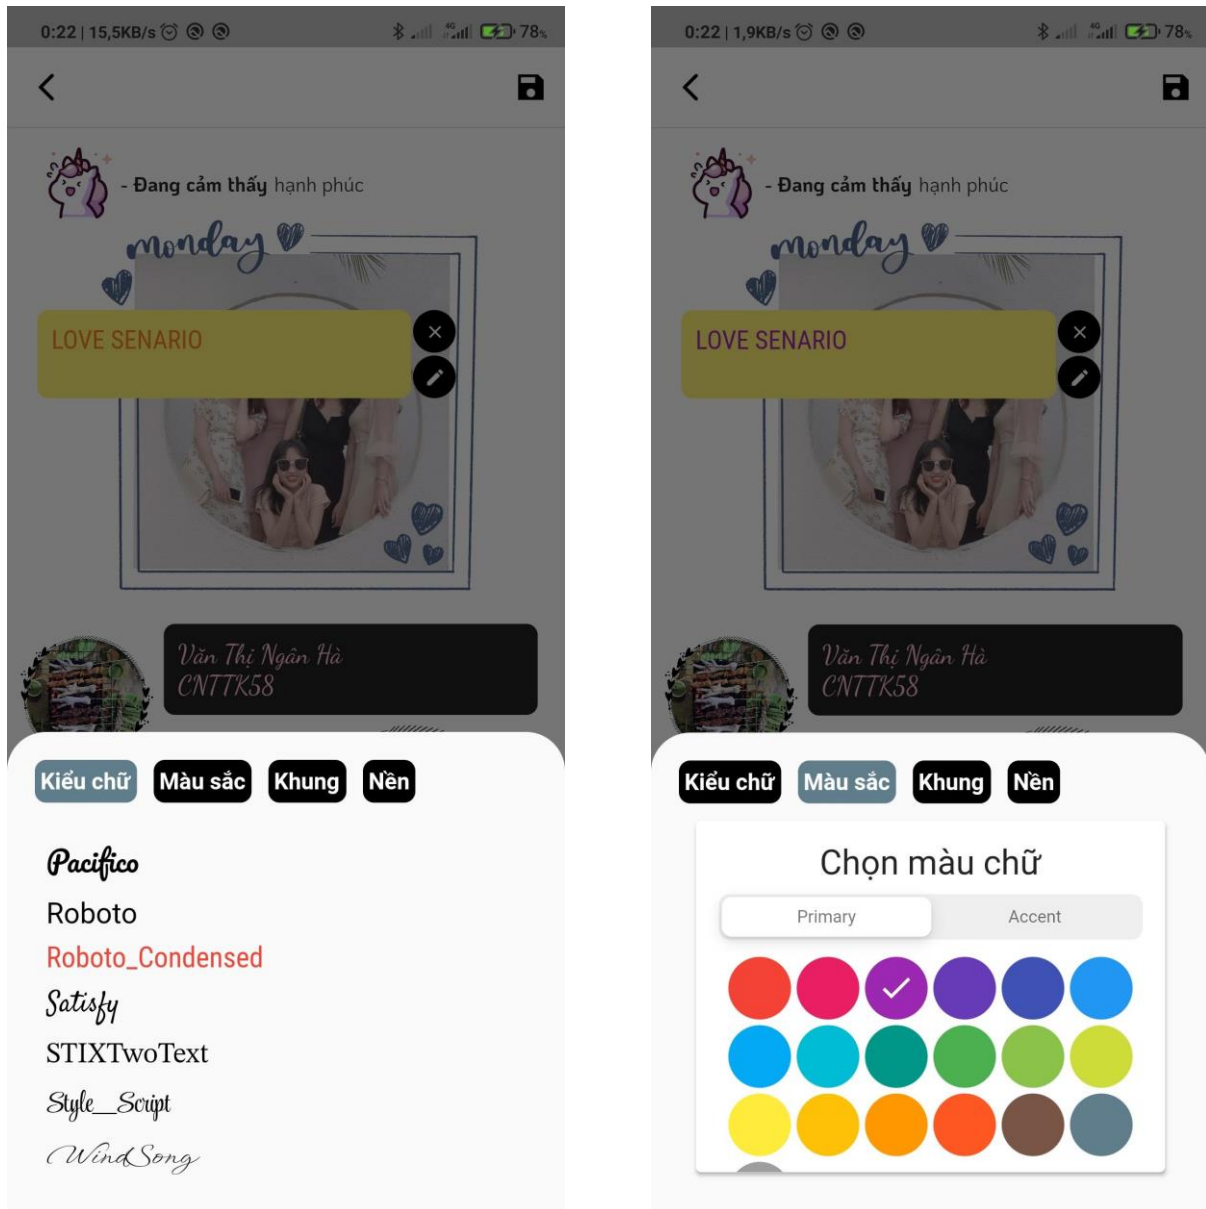 0:22 | 15,5KB/s
4G
78%
- Đang cảm thấy hạnh phúc
monday
LOVE SENARIO
Văn Thị Ngân Hà
CNTTK58
Kiểu chữ Màu sắc Khung Nền
Pacifico
Roboto
Roboto_Condensed
Satisfy
STIXTwoText
Style__Script
WindSong
0:22 | 1,9KB/s
4G
78%
- Đang cảm thấy hạnh phúc
monday
LOVE SENARIO
Văn Thị Ngân Hà
CNTTK58
Kiểu chữ Màu sắc Khung Nền
Chọn màu chữ
Primary Accent